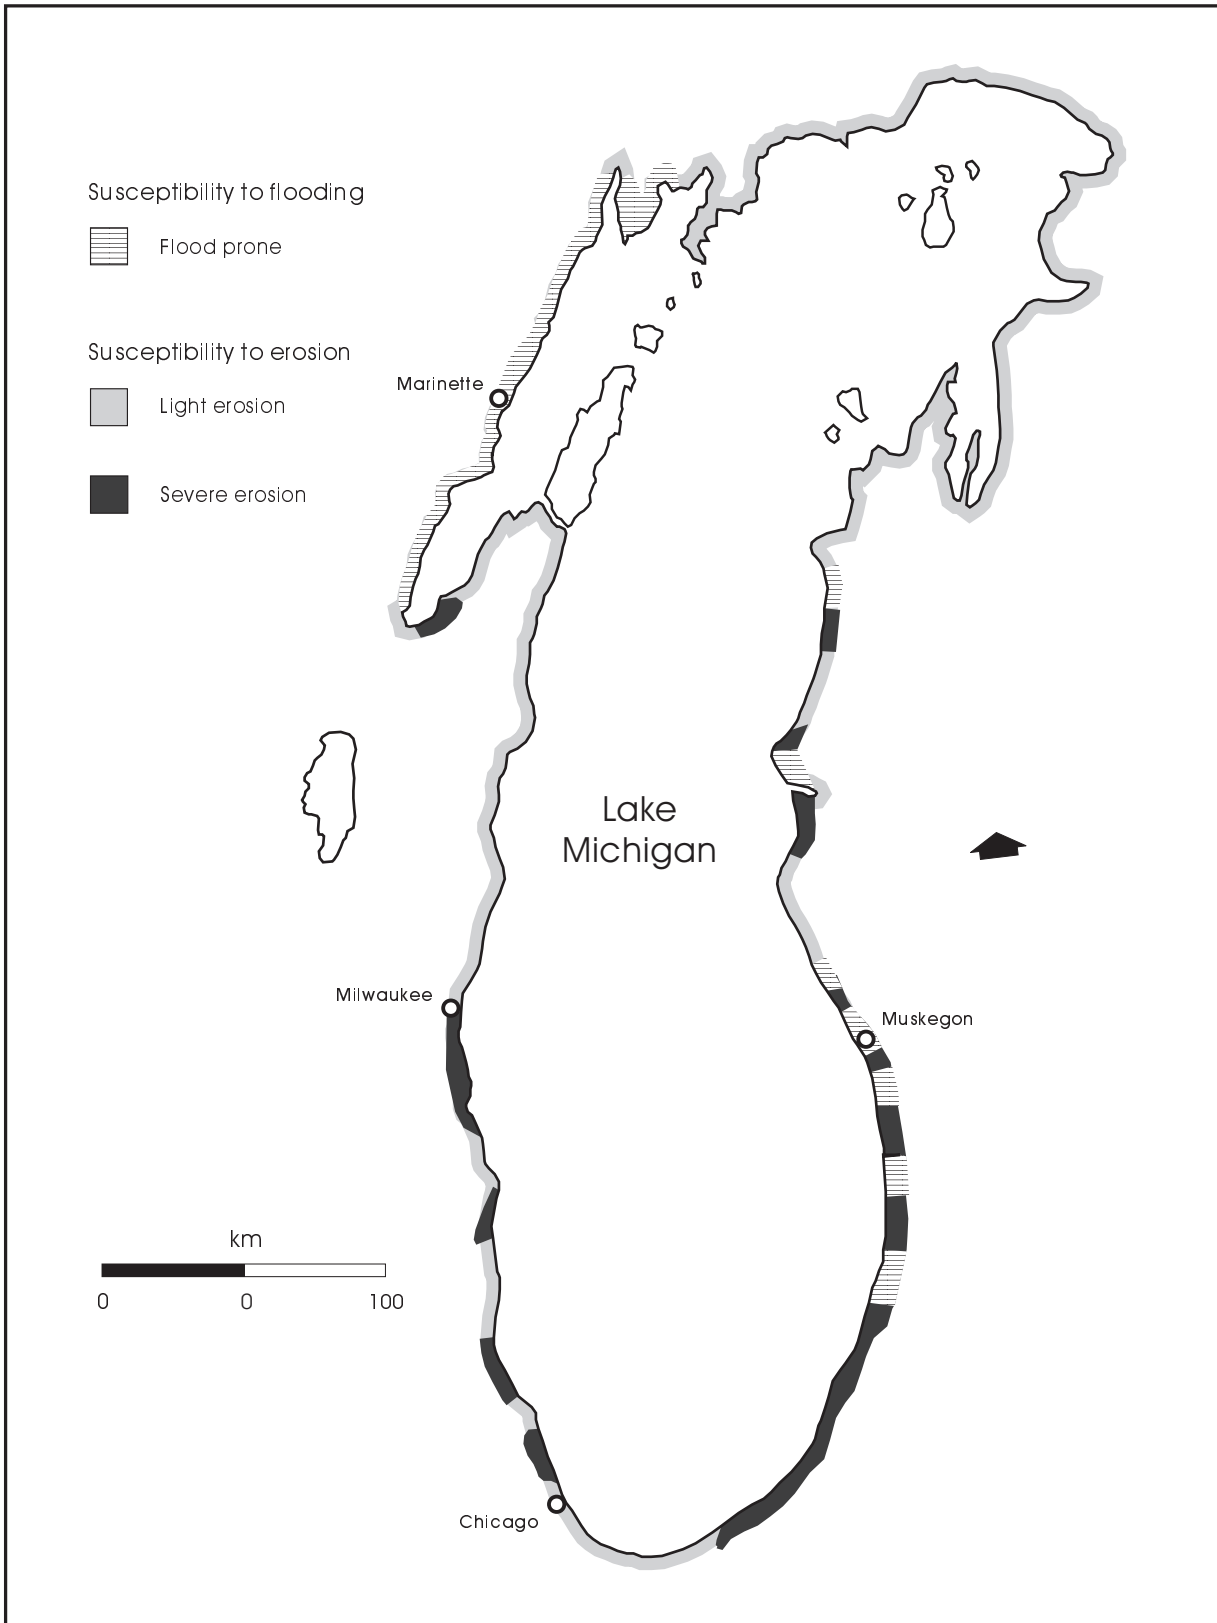 Susceptibility to flooding
Flood prone
Susceptibility to erosion
Light erosion
Severe erosion
Marinette
Lake
Michigan
Milwaukee
Muskegon
km
0 0 100
Chicago